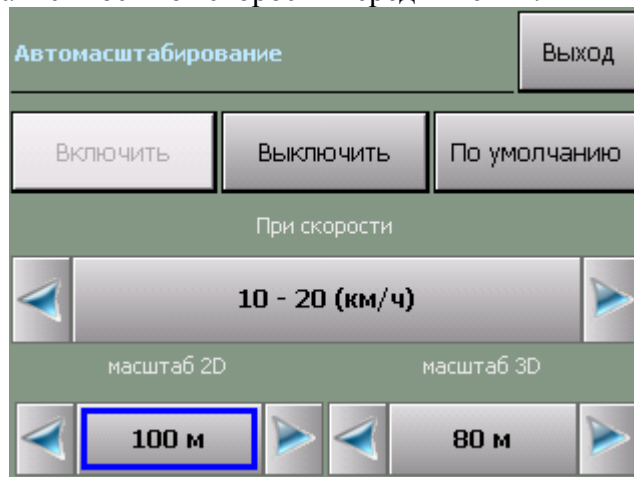 Автомасштабирование
Выход
Включить
Выключить
По умолчанию
При скорости
10 - 20 (км/ч)
масштаб 2D
масштаб 3D
100 м
80 м